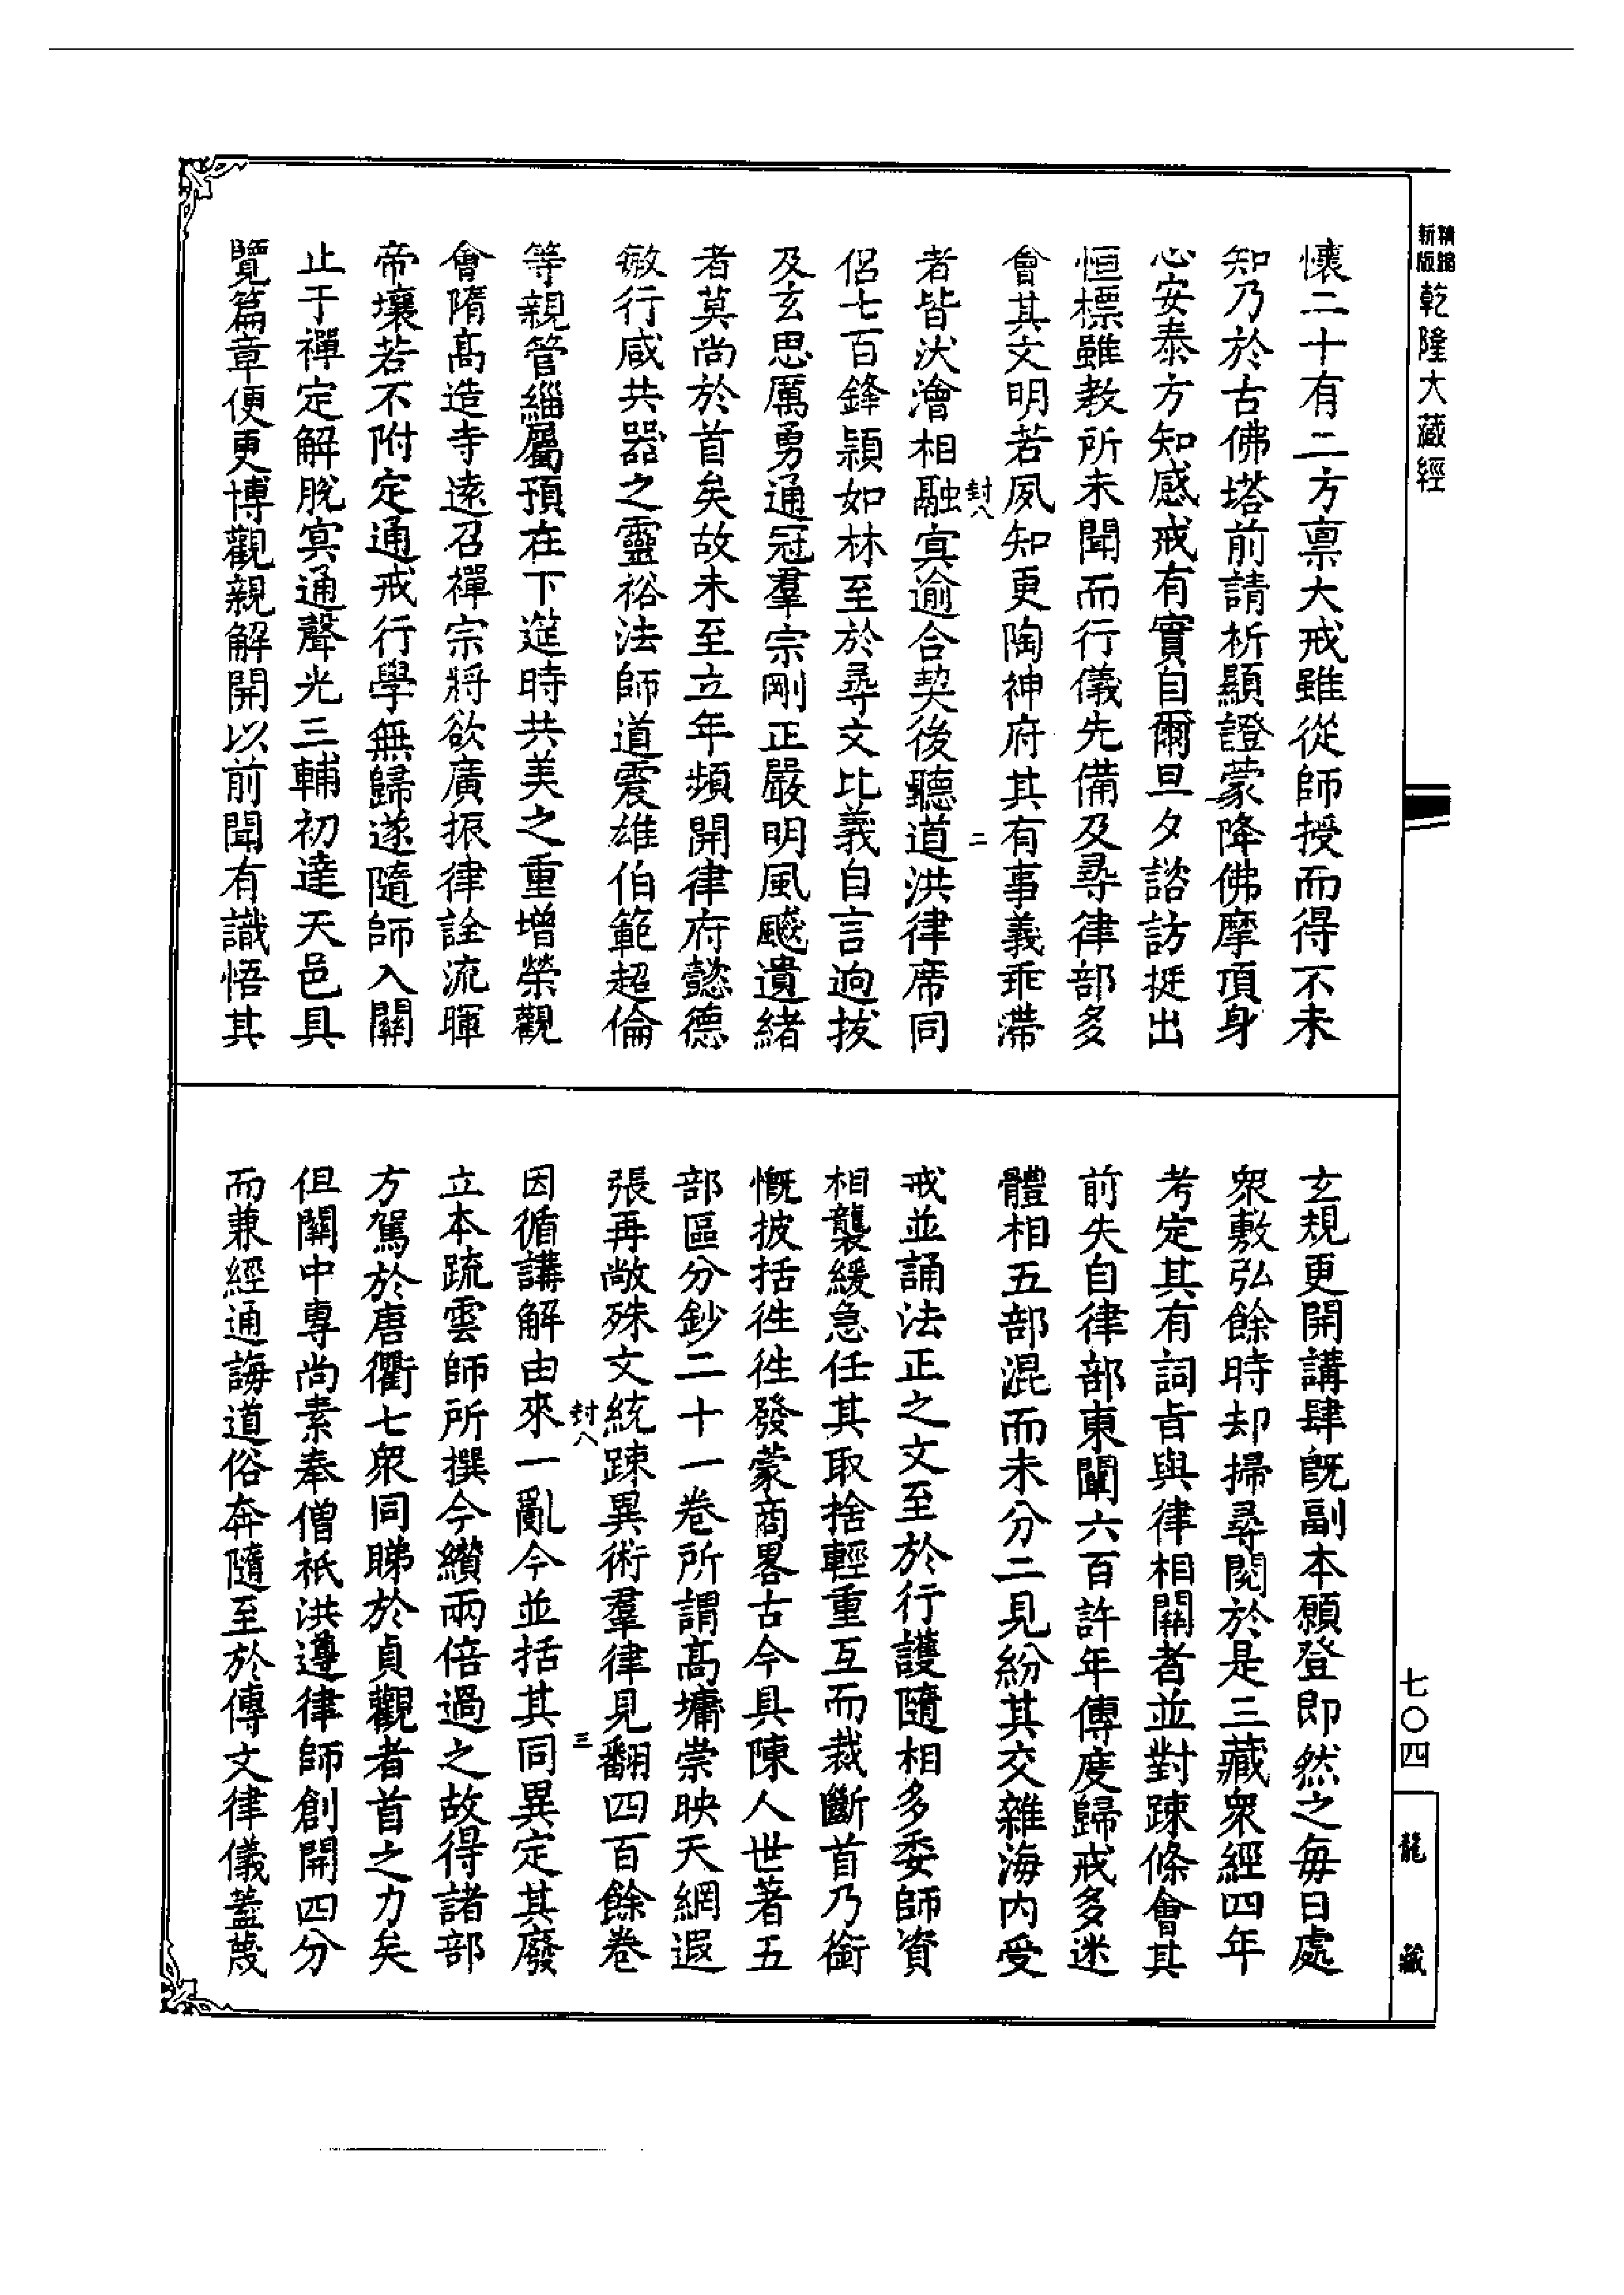 精縮
新版
乾隆大藏經
懷二十有二方稟大戒雖從師授而得不未
知乃於古佛塔前請祈顯證蒙降佛摩頂身
心安泰方知感戒有實自爾旦夕諮訪挺出
恒標雖教所未聞而行儀先備及尋律部多
會其文明若夙知更陶神府其有事義乖滯
封八 二
者皆汱澮相融寘逾合契後聽道洪律席同
侶七百鋒頴如林至於尋文比義自言迥拔
及玄思厲勇通冠羣宗剛正嚴明風飈遺緒
者莫尚於首矣故未至立年頻開律府懿德
敏行咸共器之靈裕法師道震雄伯範超倫
等親管緇屬預在下筵時共美之重增榮觀
會隋高造寺遠召禪宗將欲廣振律詮流暉
帝壤若不附定通戒行學無歸遂隨師入關
止于禪定解脫寘通聲光三輔初達天邑具
覽篇章便更博觀親解開以前聞有識悟其
玄規更開講肆旣副本願登即然之每日處
衆敷弘餘時却掃尋閱於是三藏衆經四年
考定其有詞旨與律相關者並對踈條會其
前失自律部東闡六百許年傳度歸戒多迷
體相五部混而未分二見紛其交雜海內受
戒並誦法正之文至於行護隨相多委師資
相襲緩急任其取捨輕重互而裁斷首乃銜
慨披括徃徃發蒙商畧古今具陳人世著五
部區分鈔二十一卷所謂高墉崇映天網遐
張再敞殊文統踈異術羣律見翻四百餘卷
封八 三
因循講解由來一亂今並括其同異定其廢
立本疏雲師所撰今纘兩倍過之故得諸部
方駕於唐衢七衆同睇於貞觀者首之力矣
但關中專尚素奉僧祇洪遵律師創開四分
而兼經通誨道俗奔隨至於傳文律儀蓋蔑
七〇四
龍藏